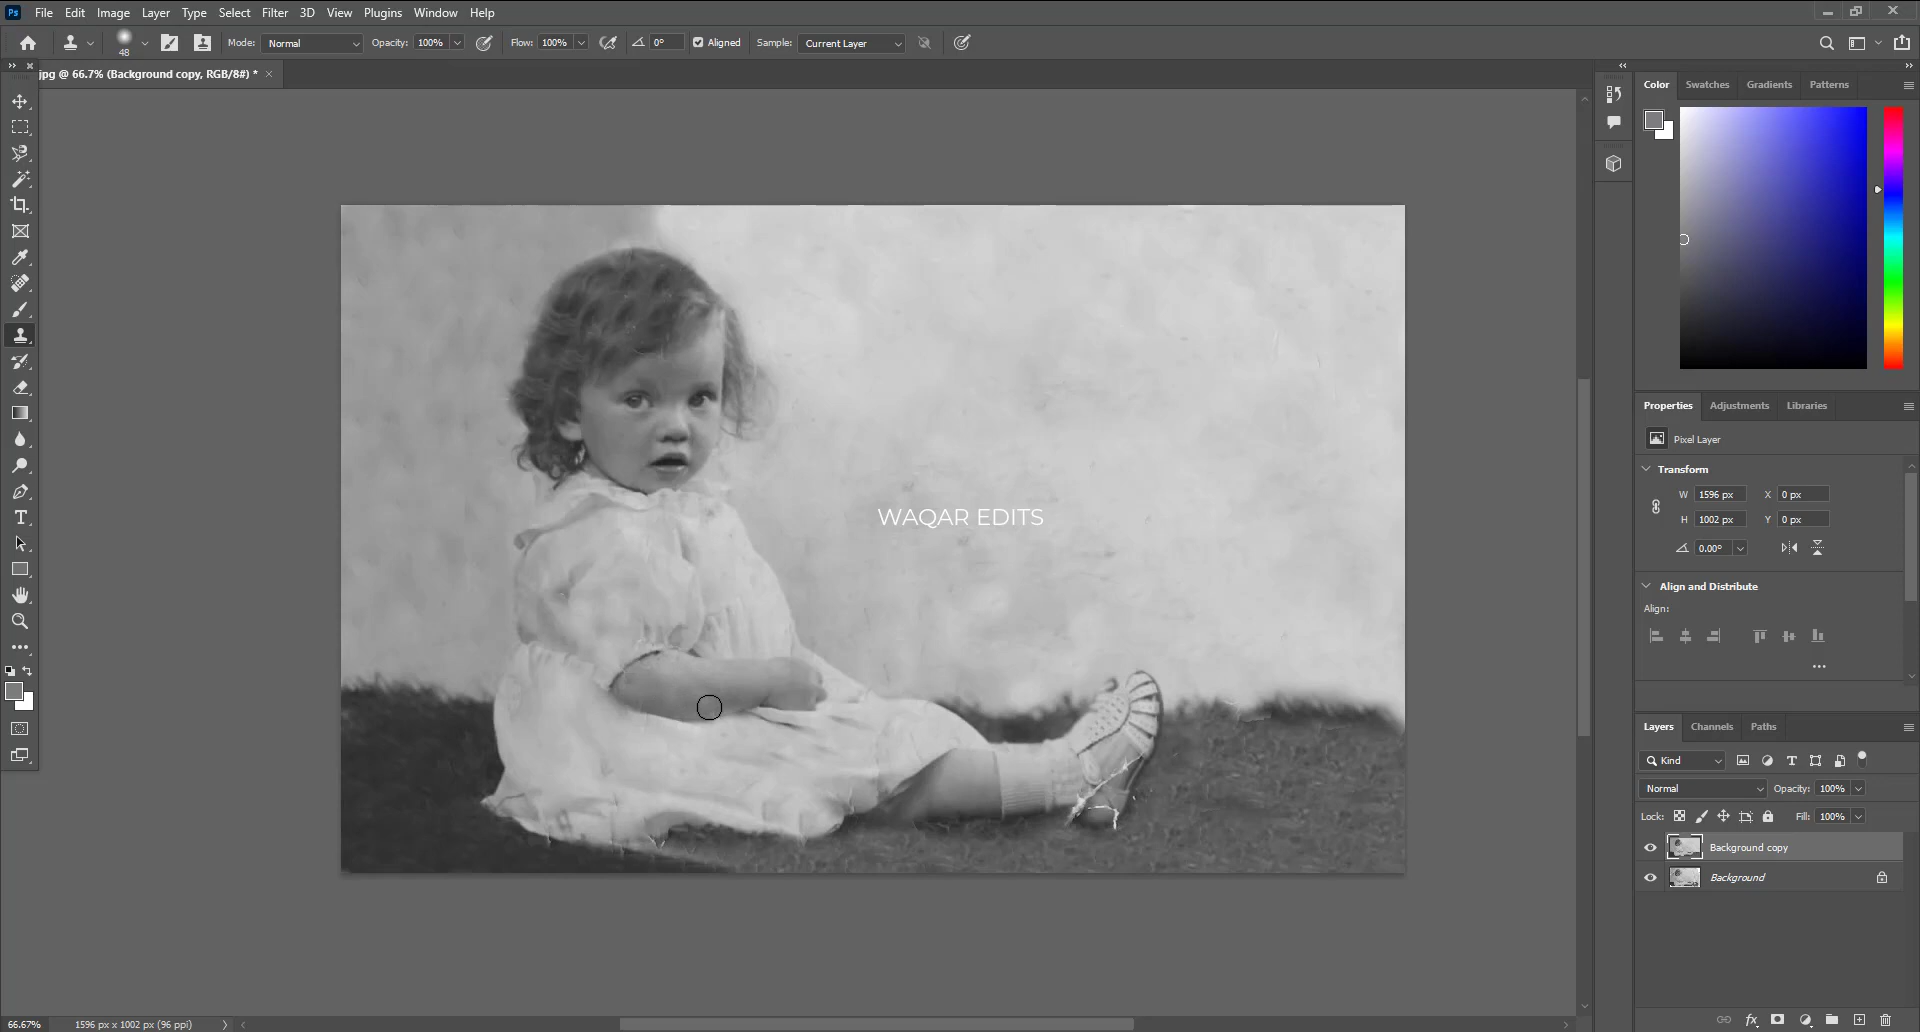 Ps File Edit Image Layer Type Select Filter 3D View Plugins Window Help
48 Mode: Normal Opacity: 100% Flow: 100% 0° Aligned Sample: Current Layer
jpg @ 66.7% (Background copy, RGB/8#) * ×
Color Swatches Gradients Patterns
Properties Adjustments Libraries
Pixel Layer
Transform
W 1596 px X 0 px
H 1002 px Y 0 px
0.00°
Align and Distribute
Align:
WAQAR EDITS
Layers Channels Paths
Kind
Normal Opacity: 100%
Lock: Fill: 100%
Background copy
Background
fx
66.67% 1596 px x 1002 px (96 ppi)